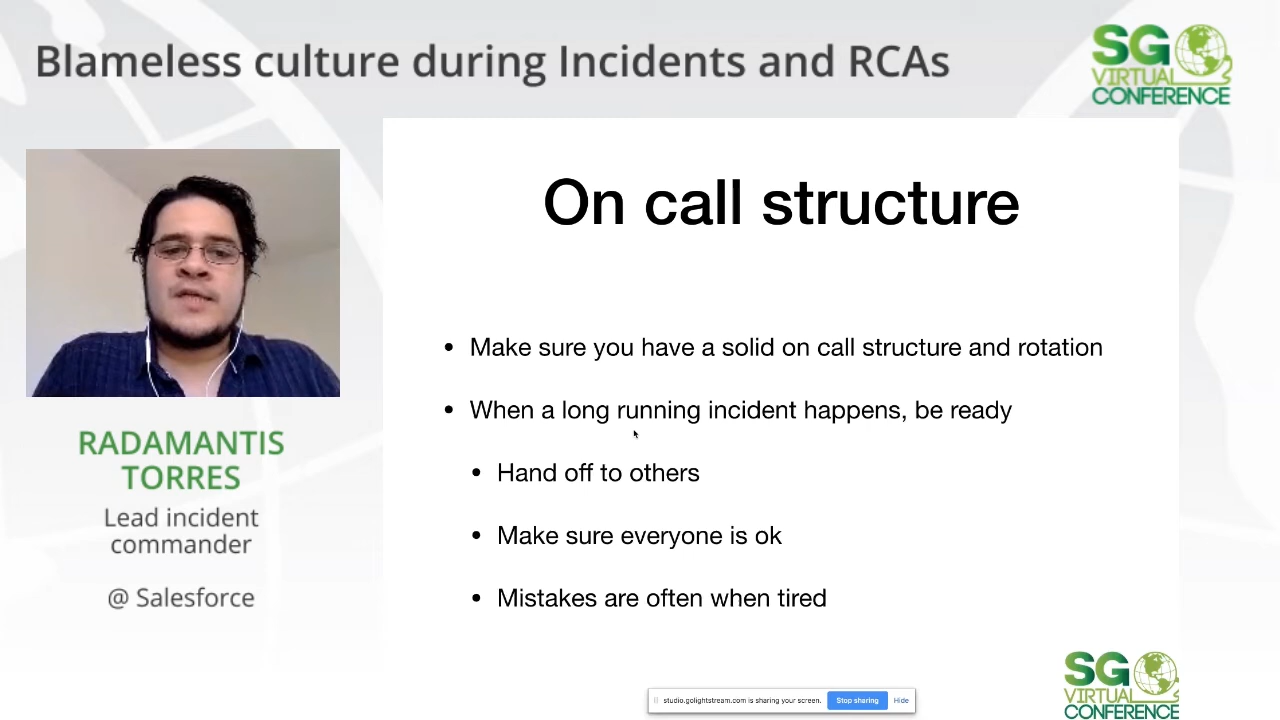 Blameless culture during Incidents and RCAs
SG
VIRTUAL
CONFERENCE
On call structure
• Make sure you have a solid on call structure and rotation
• When a long running incident happens, be ready
• Hand off to others
• Make sure everyone is ok
• Mistakes are often when tired
RADAMANTIS
TORRES
Lead incident
commander
@ Salesforce
SG
VIRTUAL
CONFERENCE
studio.golightstream.com is sharing your screen. Stop sharing Hide